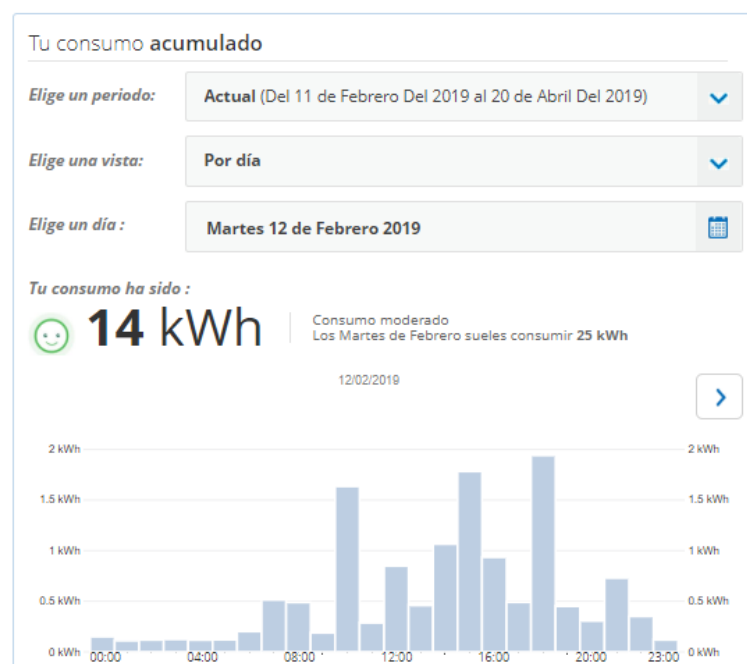 Tu consumo acumulado
Elige un periodo: Actual (Del 11 de Febrero Del 2019 al 20 de Abril Del 2019)
Elige una vista: Por día
Elige un día : Martes 12 de Febrero 2019
Tu consumo ha sido :
14 kWh
Consumo moderado
Los Martes de Febrero sueles consumir 25 kWh
12/02/2019
2 kWh 2 kWh
1.5 kWh 1.5 kWh
1 kWh 1 kWh
0.5 kWh 0.5 kWh
0 kWh 00:00 04:00 08:00 12:00 16:00 20:00 23:00 0 kWh